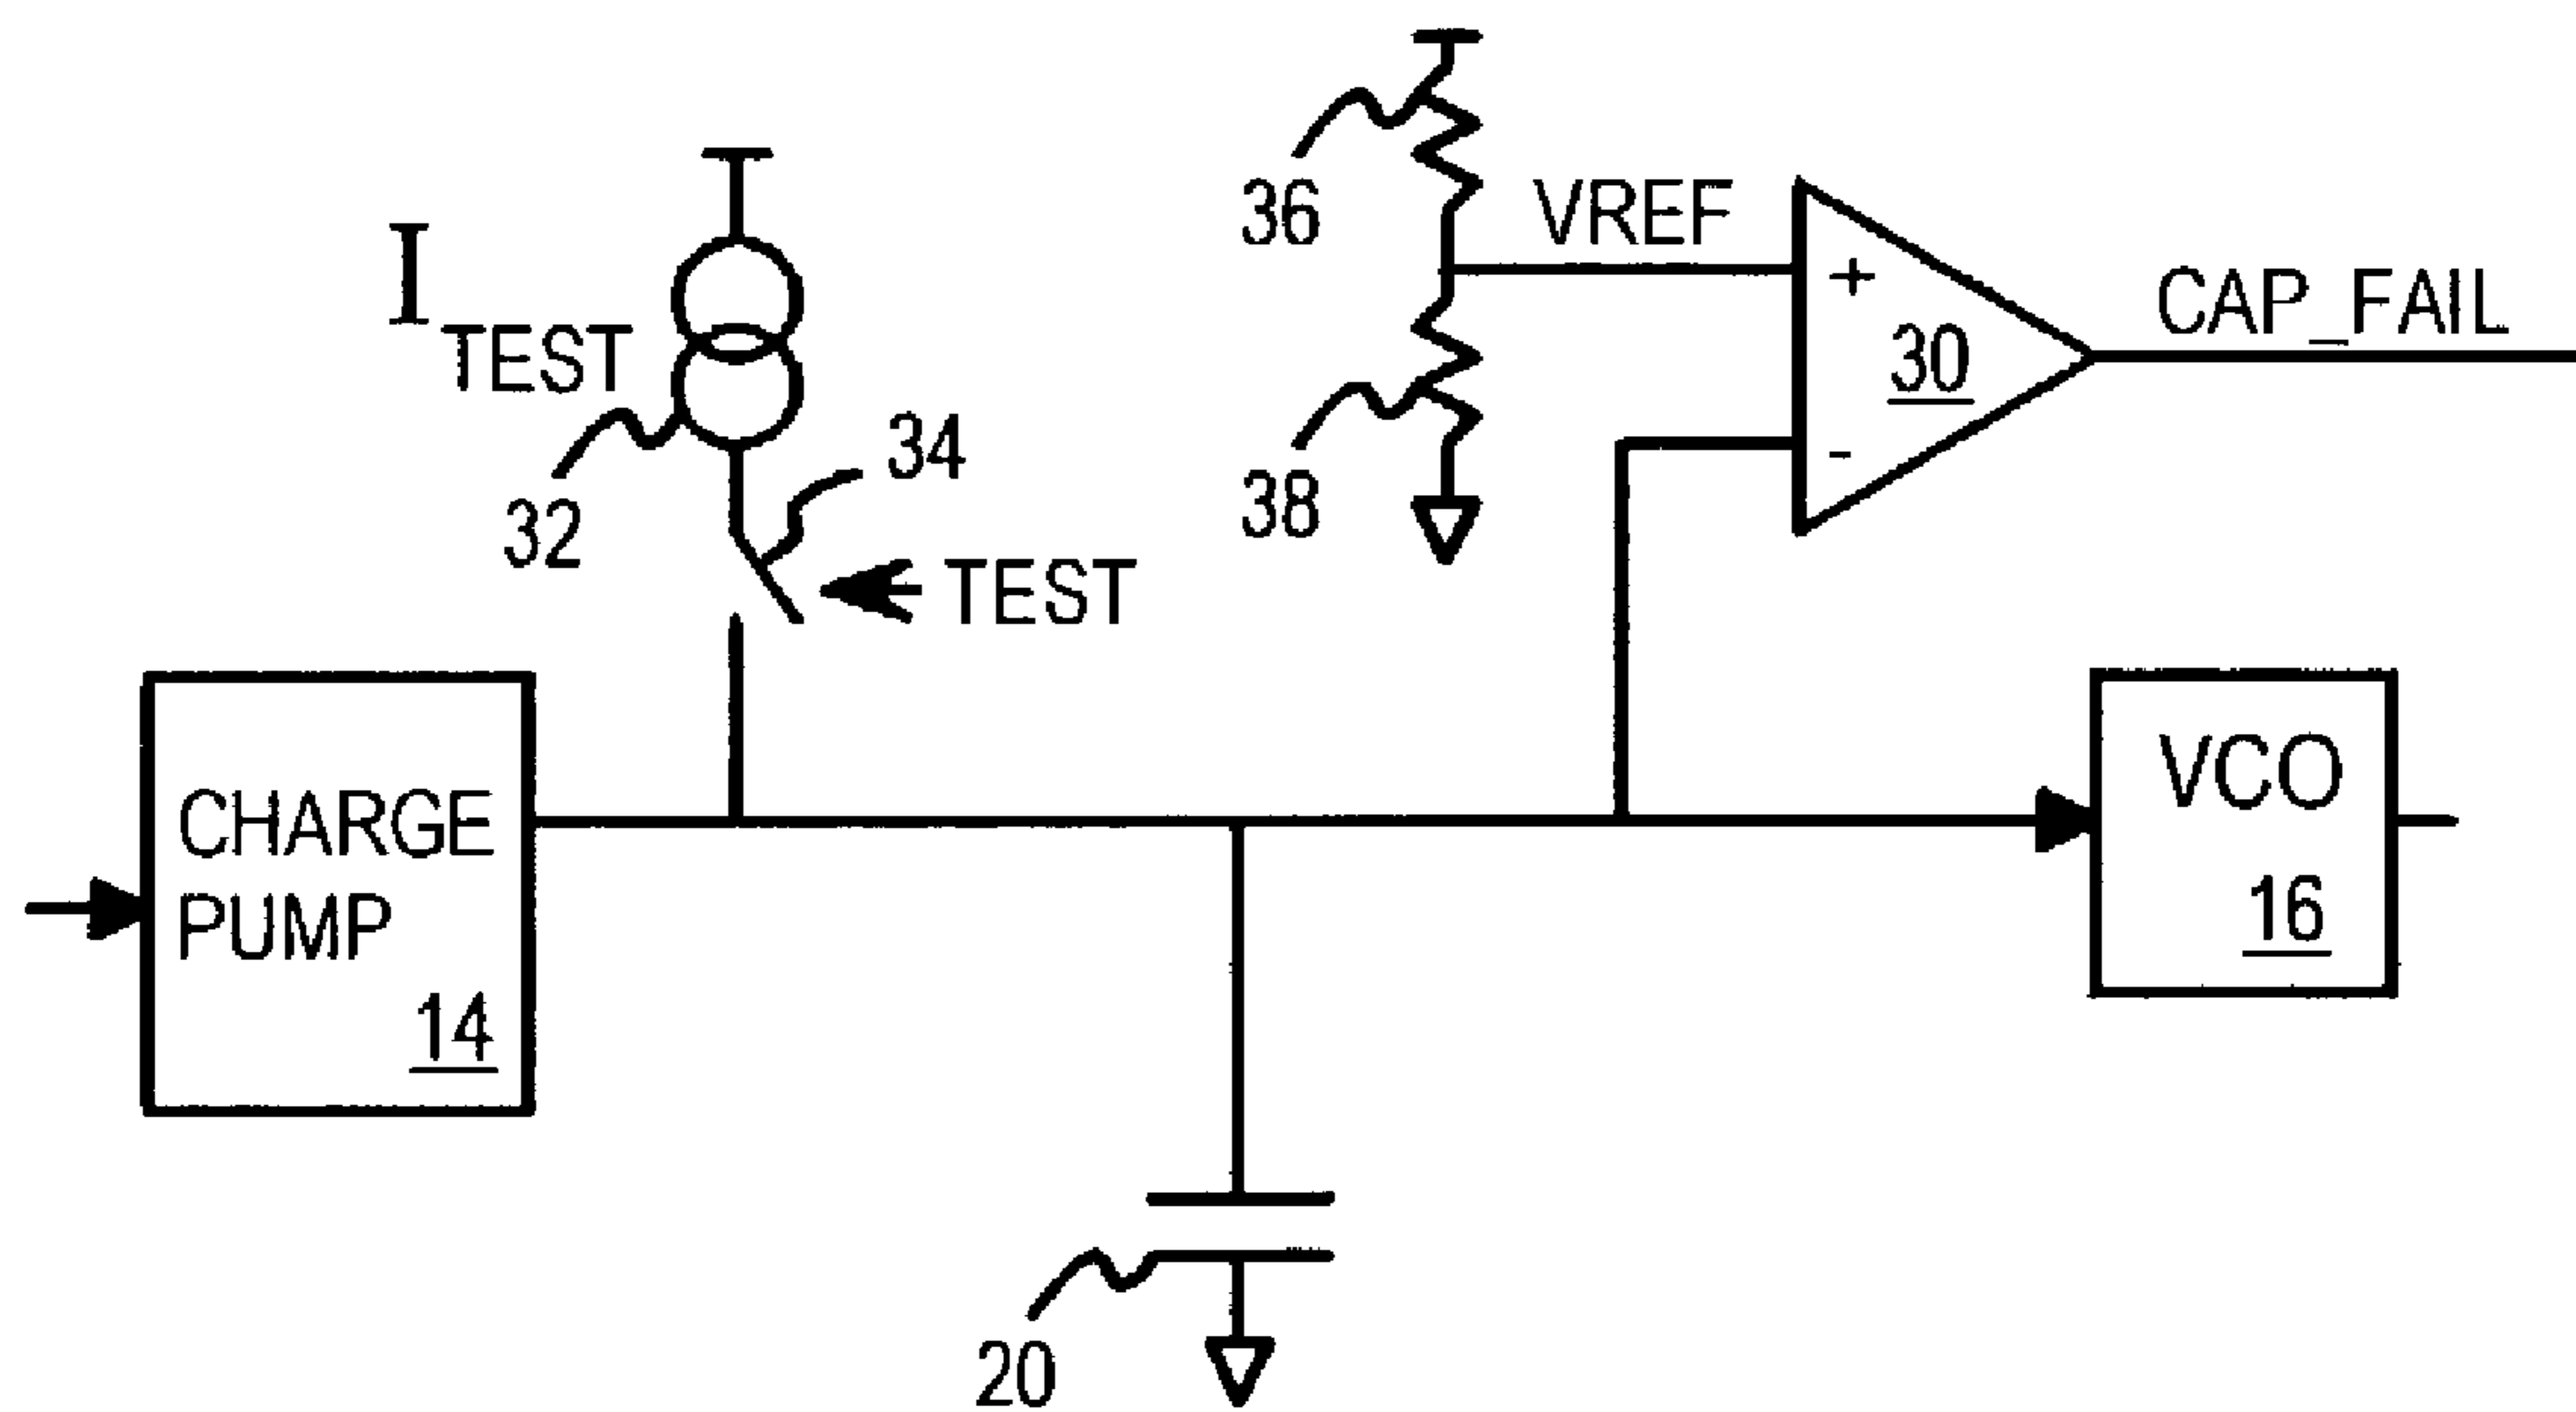 36
VREF
+
30
-
CAP_FAIL
38
I TEST
32
34
TEST
CHARGE
PUMP
14
VCO
16
20